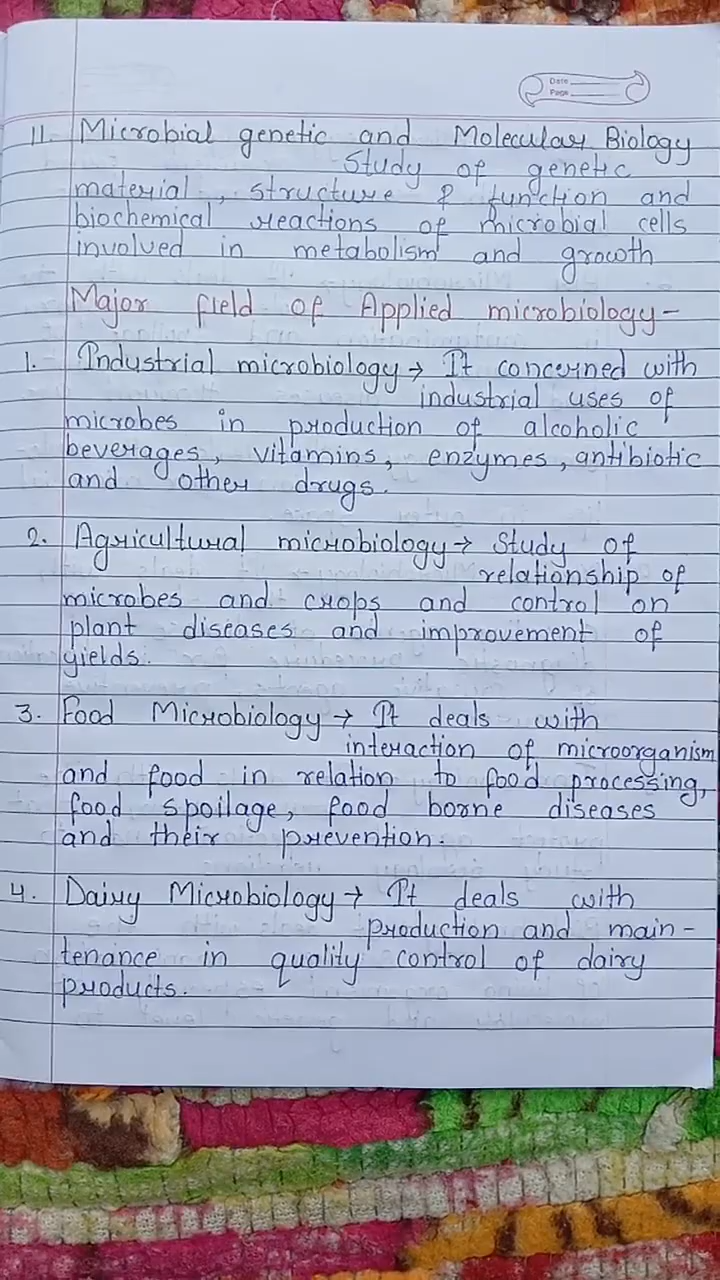 Date
Page
11. Microbial genetic and Molecular Biology
Study of genetic
material, structure & function and
biochemical reactions of microbial cells
involved in metabolism and growth
Major field of Applied microbiology-
1. Industrial microbiology → It concerned with
industrial uses of
microbes in production of alcoholic
beverages, vitamins, enzymes, antibiotic
and other drugs.
2. Agricultural microbiology → Study of
relationship of
microbes and crops and control on
plant diseases and improvement of
yields.
3. Food Microbiology → It deals with
interaction of microorganism
and food in relation to food processing,
food spoilage, food borne diseases
and their prevention.
4. Dairy Microbiology → It deals with
production and main-
tenance in quality control of dairy
products.